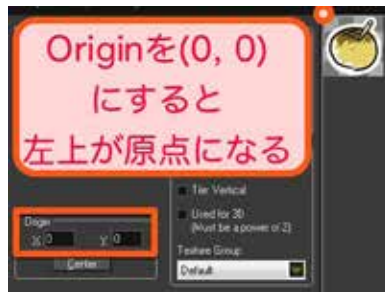 Originを(0, 0)
にすると
左上が原点になる
Tile: Vertical
Used for 3D
(Must be a power of 2)
Origin
X 0 Y 0
Center
Texture Group:
Default